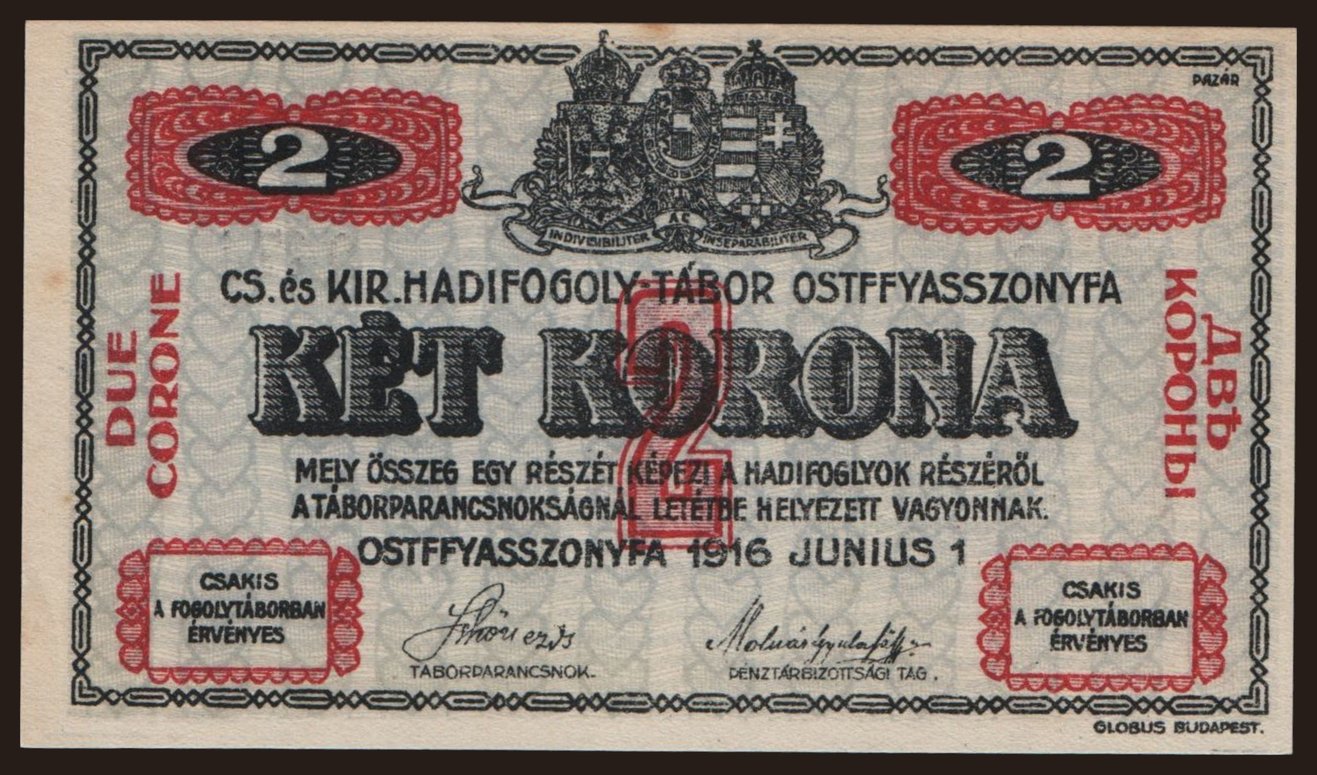 PAZÁR
2
2
INDIVISIBILITER AC INSEPARABILITER
CS. és KIR. HADIFOGOLY-TÁBOR OSTFFYASSZONYFA
DUE
CORONE
ДВѢ
КОРОНЫ
KÉT KORONA
2
MELY ÖSSZEG EGY RÉSZÉT KÉPEZI A HADIFOGLYOK RÉSZÉRŐL
A TÁBORPARANCSNOKSÁGNÁL LETÉTBE HELYEZETT VAGYONNAK.
OSTFFYASSZONYFA 1916 JUNIUS 1
CSAKIS
A FOGOLYTÁBORBAN
ÉRVÉNYES
CSAKIS
A FOGOLYTÁBORBAN
ÉRVÉNYES
TÁBORPARANCSNOK.
PÉNZTÁRBIZOTTSÁGI TAG.
GLOBUS BUDAPEST.